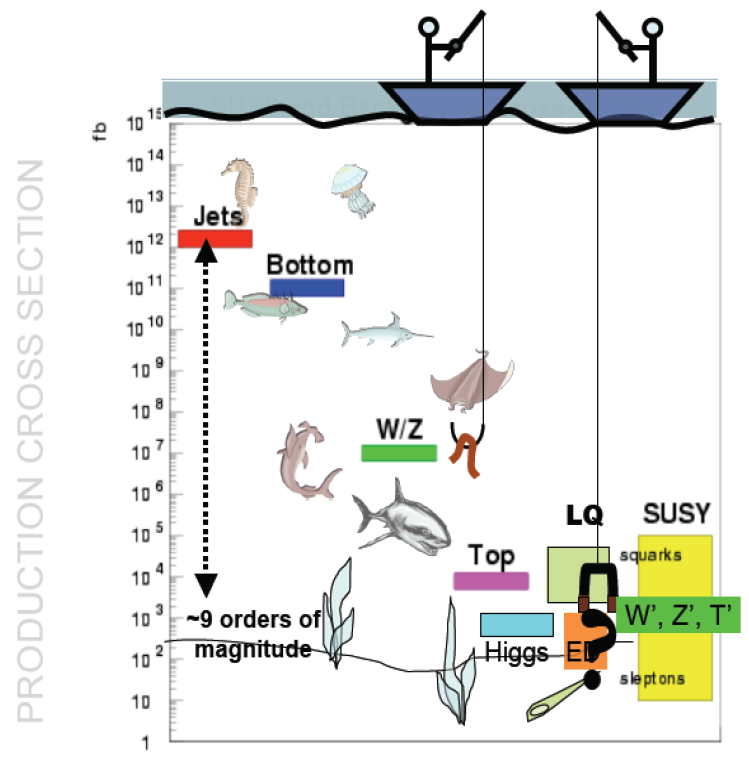 PRODUCTION CROSS SECTION
fb
10 15
10 14
10 13
10 12
10 11
10 10
10 9
10 8
10 7
10 6
10 5
10 4
10 3
10 2
10
1
Jets
Bottom
W/Z
Top
LQ
SUSY
squarks
W’, Z’, T’
~9 orders of
magnitude
Higgs
ED
sleptons